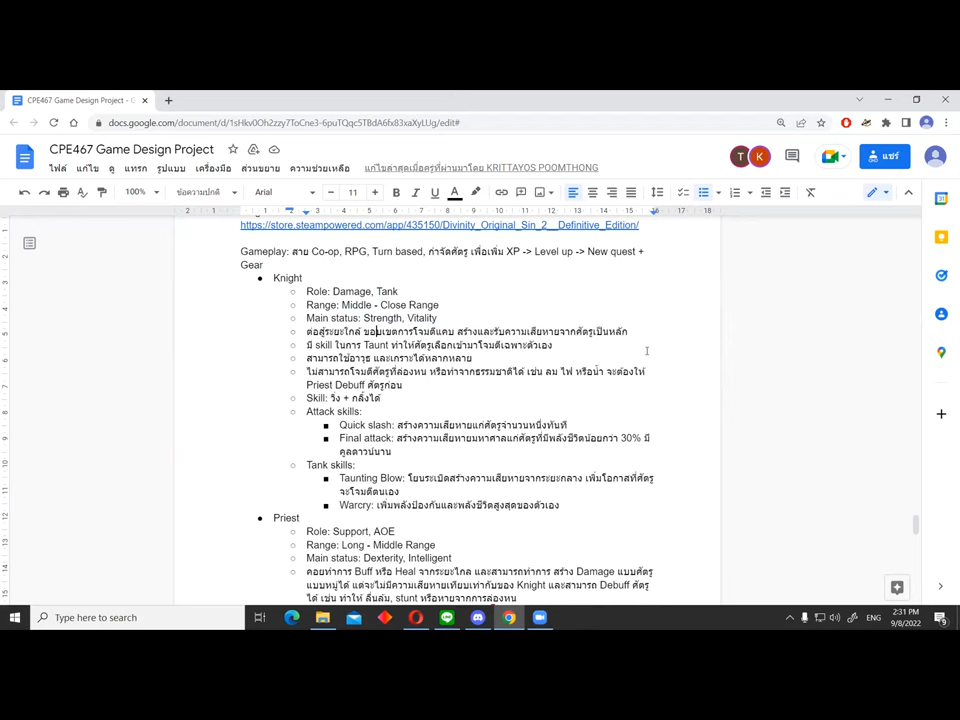 CPE467 Game Design Project - G
docs.google.com/document/d/1sHkv0Oh2zzy7ToCne3-6puTQqc5TBdA6fx83xaXyLUg/edit#
CPE467 Game Design Project
ไฟล์ แก้ไข ดู แทรก รูปแบบ เครื่องมือ ส่วนขยาย ความช่วยเหลือ แก้ไขล่าสุดเมื่อครู่ที่ผ่านมาโดย KRITTAYOS POOMTHONG
T K แชร์
100% ข้อความปกติ Arial 11 B I U A
2 1 1 2 3 4 5 6 7 8 9 10 11 12 13 14 15 16 17 18
https://store.steampowered.com/app/435150/Divinity_Original_Sin_2__Definitive_Edition/
Gameplay: สาย Co-op, RPG, Turn based, กำจัดศัตรู เพื่อเพิ่ม XP -> Level up -> New quest +
Gear
Knight
Role: Damage, Tank
Range: Middle - Close Range
Main status: Strength, Vitality
ต่อสู้ระยะใกล้ ขอบเขตการโจมตีแคบ สร้างและรับความเสียหายจากศัตรูเป็นหลัก
มี skill ในการ Taunt ทำให้ศัตรูเลือกเข้ามาโจมตีเฉพาะตัวเอง
สามารถใช้อาวุธ และเกราะได้หลากหลาย
ไม่สามารถโจมตีศัตรูที่ล่องหน หรือท่าจากธรรมชาติได้ เช่น ลม ไฟ หรือน้ำ จะต้องให้
Priest Debuff ศัตรูก่อน
Skill: วิ่ง + กลิ้งได้
Attack skills:
Quick slash: สร้างความเสียหายแก่ศัตรูจำนวนหนึ่งทันที
Final attack: สร้างความเสียหายมหาศาลแก่ศัตรูที่มีพลังชีวิตน้อยกว่า 30% มี
คูลดาวน์นาน
Tank skills:
Taunting Blow: โยนระเบิดสร้างความเสียหายจากระยะกลาง เพิ่มโอกาสที่ศัตรู
จะโจมตีตนเอง
Warcry: เพิ่มพลังป้องกันและพลังชีวิตสูงสุดของตัวเอง
Priest
Role: Support, AOE
Range: Long - Middle Range
Main status: Dexterity, Intelligent
คอยทำการ Buff หรือ Heal จากระยะไกล และสามารถทำการ สร้าง Damage แบบศัตรู
แบบหมู่ได้ แต่จะไม่มีความเสียหายเทียบเท่ากับของ Knight และสามารถ Debuff ศัตรู
ได้ เช่น ทำให้ ลื่นล้ม, stunt หรือหายจากการล่องหน
Type here to search
ENG
2:31 PM
9/8/2022